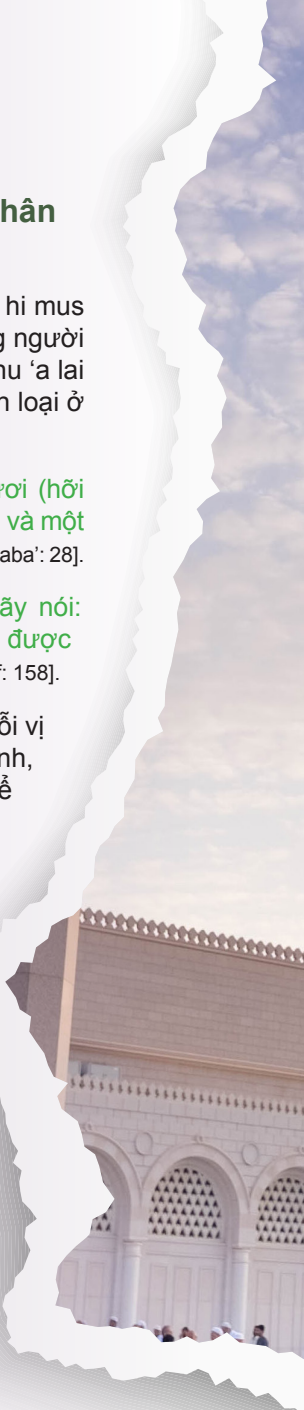 hân
hi mus
g người
nu ‘a lai
n loại ở
ơi (hỡi
và một
aba’: 28].
ãy nói:
được
f: 158].
ỗi vị
nh,
ể